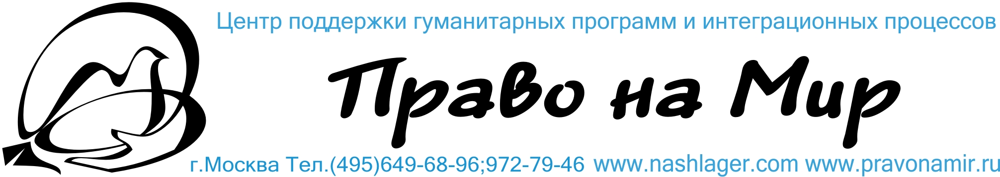 Центр поддержки гуманитарных программ и интеграционных процессов
Право на Мир
г.Москва Тел.(495)649-68-96;972-79-46 www.nashlager.com www.pravonamir.ru